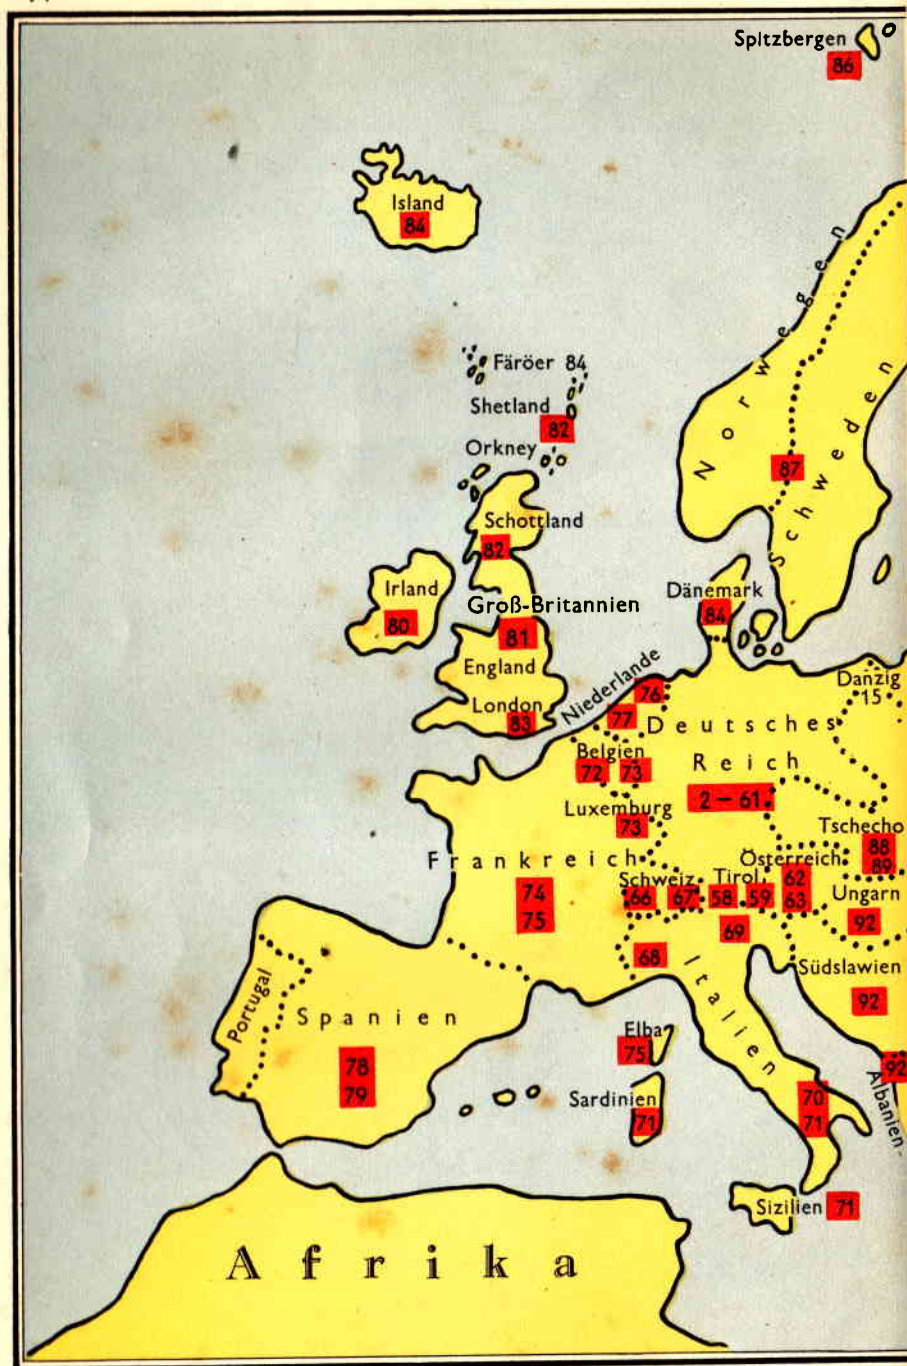 Spitzbergen
86
Island
84
Färöer 84
Shetland
82
Orkney
Norwegen
87
Schweden
Schottland
82
Irland
80
Dänemark
84
Groß-Britannien
81
England
London
83
Niederlande
76
77
Danzig
15
Deutsches
Reich
2 — 61
Belgien
72
73
Luxemburg
73
Tschecho
88
89
Frankreich
74
75
Schweiz
66
67
Tirol
58
59
Österreich
62
63
Ungarn
92
69
68
Italien
Südslawien
92
Portugal
Spanien
78
79
Elba
75
Sardinien
71
70
71
92
Albanien-
Sizilien 71
Afrika